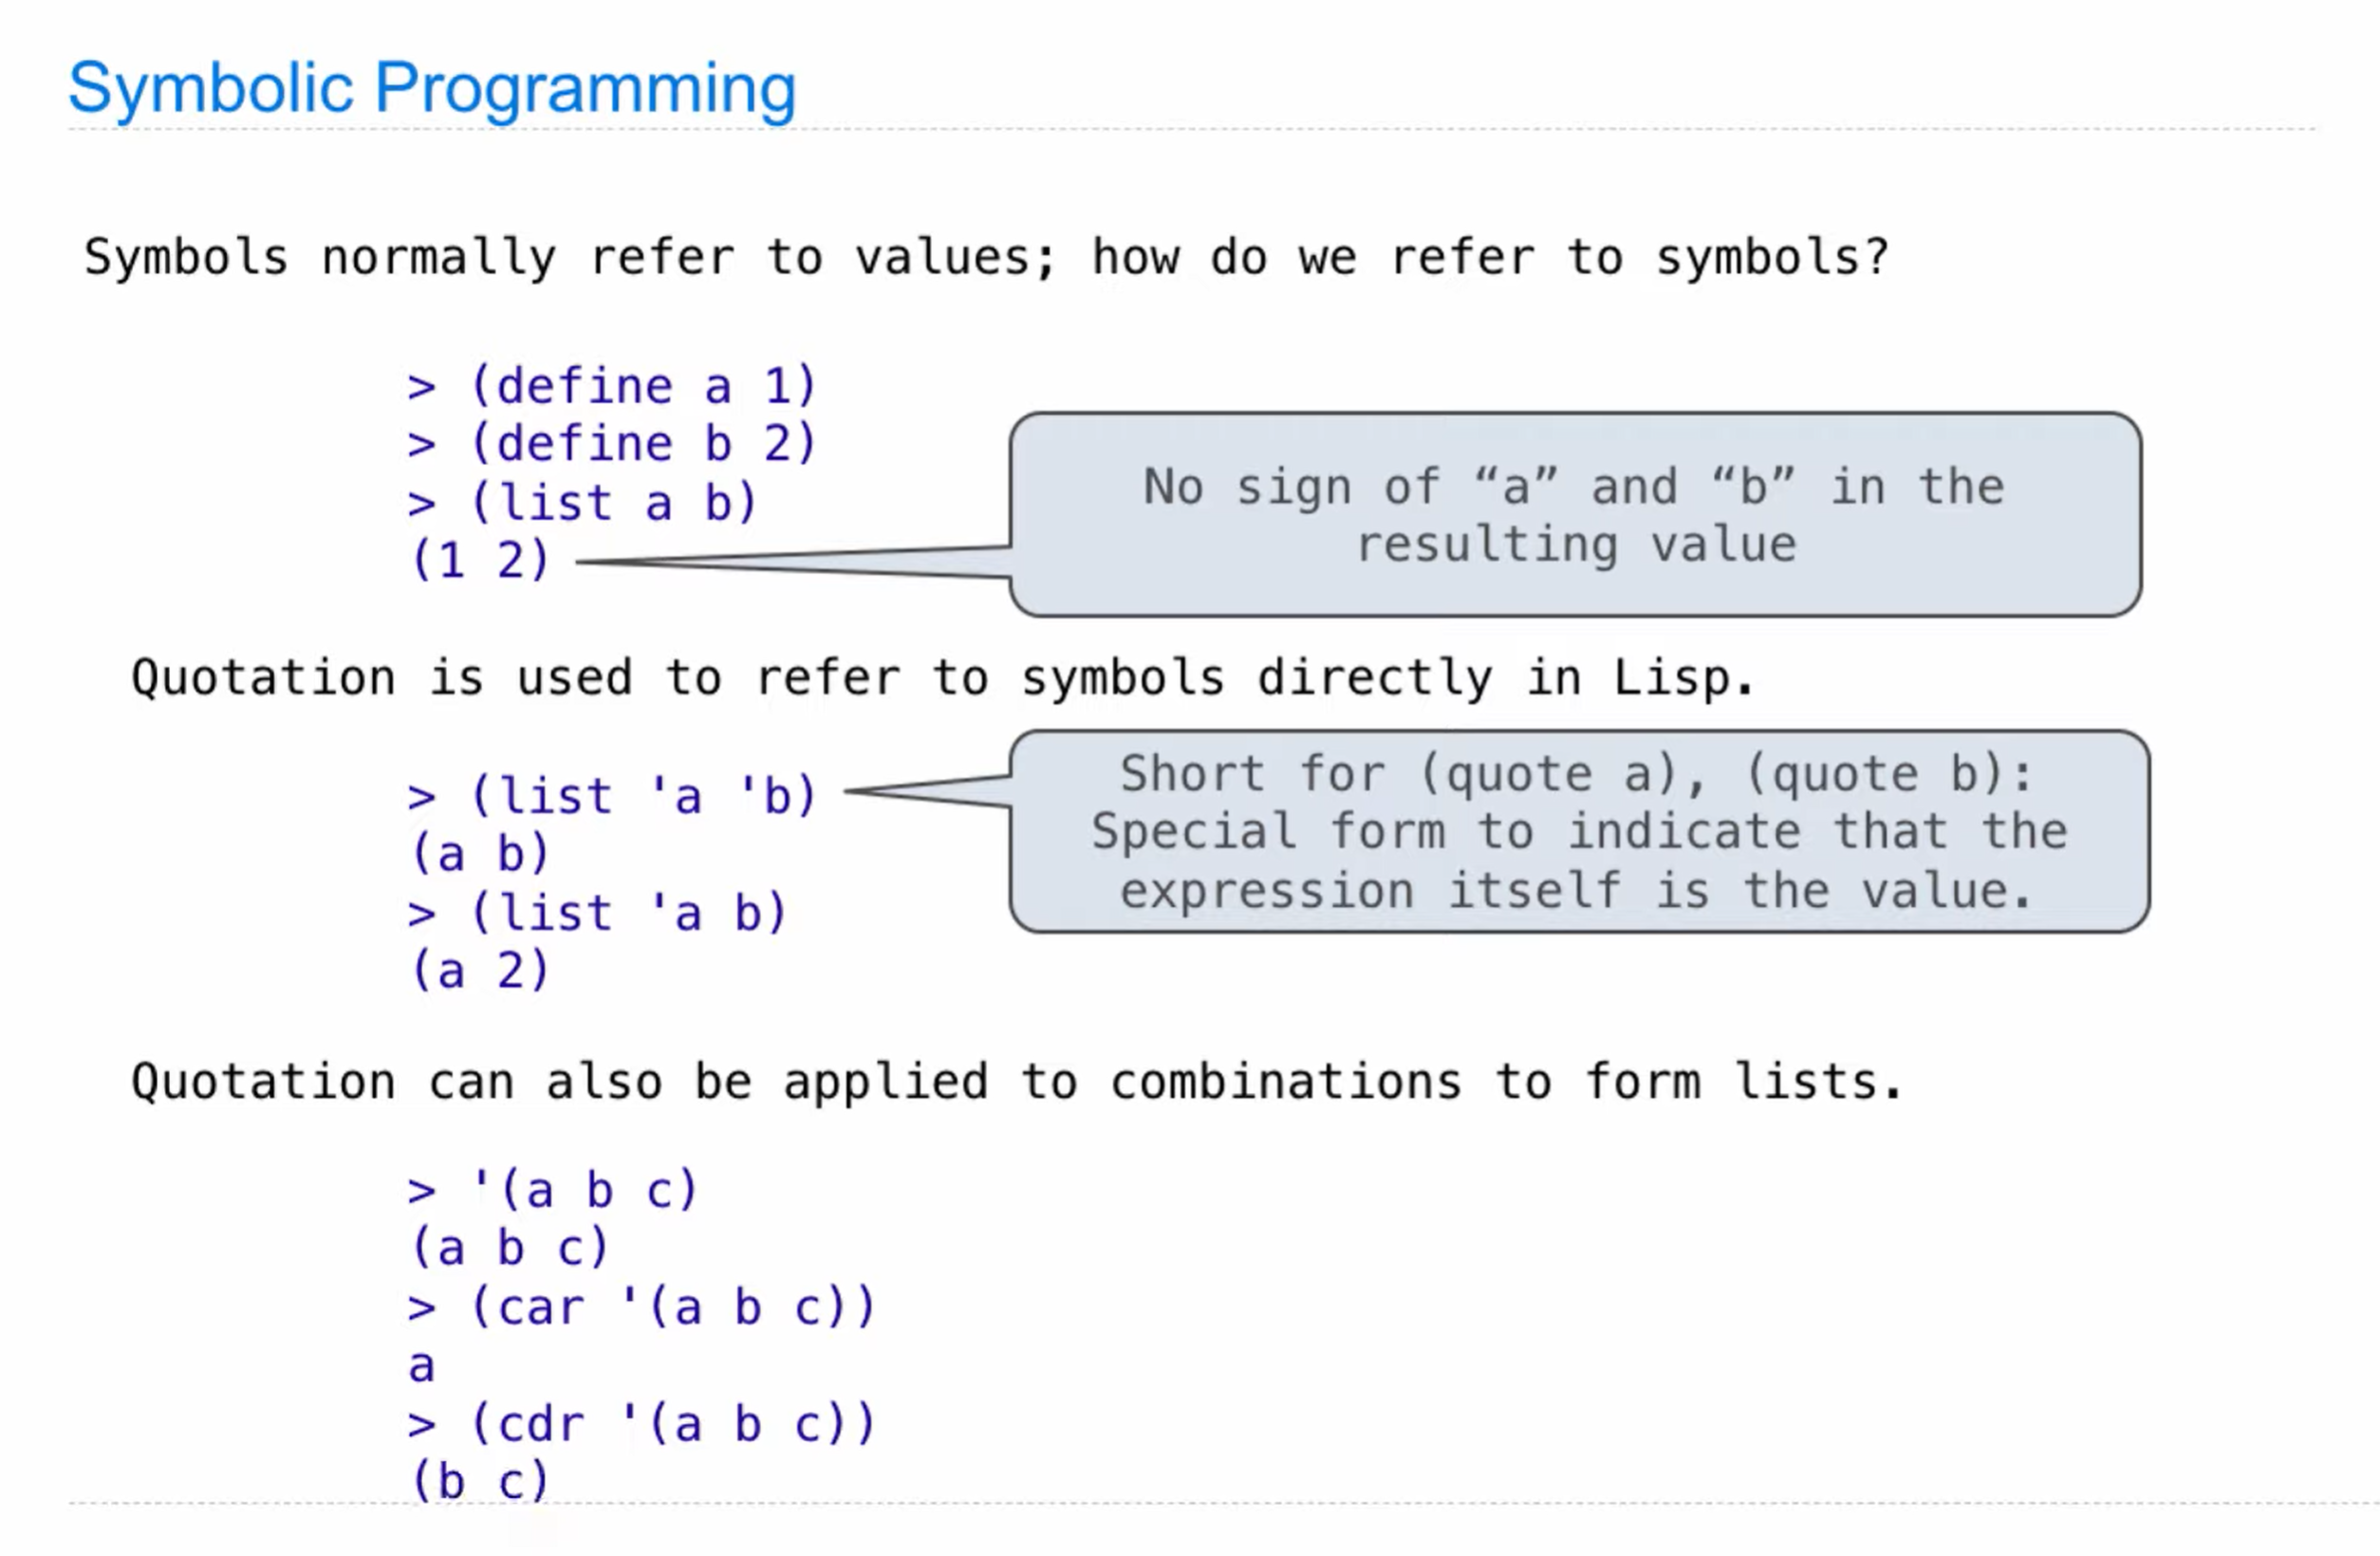 Symbolic Programming
Symbols normally refer to values; how do we refer to symbols?
> (define a 1)
> (define b 2)
> (list a b)
(1 2)
No sign of “a” and “b” in the
resulting value
Quotation is used to refer to symbols directly in Lisp.
> (list 'a 'b)
(a b)
> (list 'a b)
(a 2)
Short for (quote a), (quote b):
Special form to indicate that the
expression itself is the value.
Quotation can also be applied to combinations to form lists.
> '(a b c)
(a b c)
> (car '(a b c))
a
> (cdr '(a b c))
(b c)